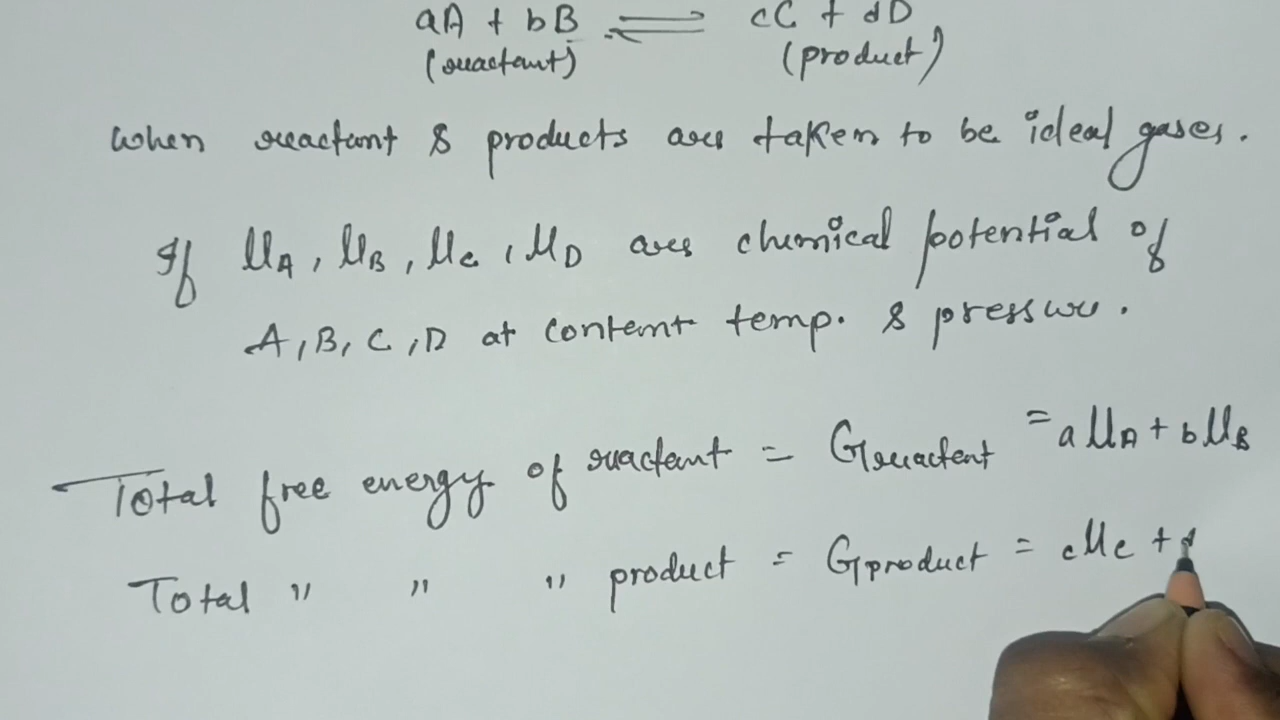 aA + bB ⇌ cC + dD
(reactant) (product)
when reactant & products are taken to be ideal gases.
If μA, μB, μC, μD are chemical potential of
A, B, C, D at content temp. & pressure.
Total free energy of reactant = Greactent = aμA + bμB
Total " " " product = Gproduct = cμc + d